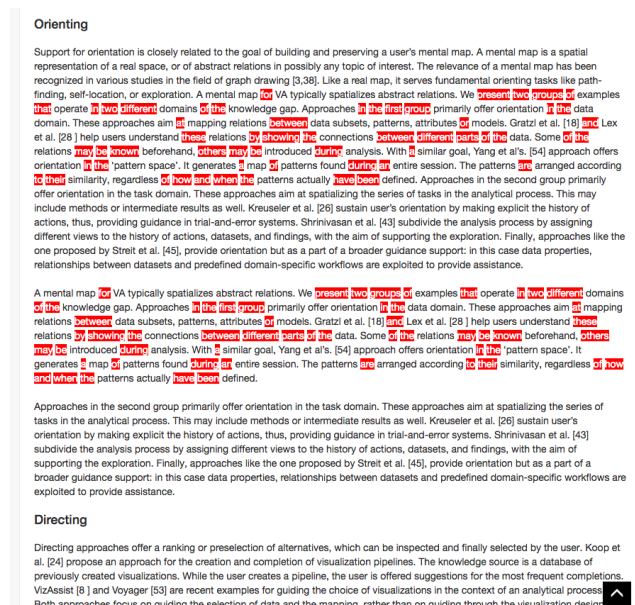 Orienting
Support for orientation is closely related to the goal of building and preserving a user's mental map. A mental map is a spatial
representation of a real space, or of abstract relations in possibly any topic of interest. The relevance of a mental map has been
recognized in various studies in the field of graph drawing [3,38]. Like a real map, it serves fundamental orienting tasks like path-
finding, self-location, or exploration. A mental map for VA typically spatializes abstract relations. We present two groups of examples
that operate in two different domains of the knowledge gap. Approaches in the first group primarily offer orientation in the data
domain. These approaches aim at mapping relations between data subsets, patterns, attributes or models. Gratzl et al. [18] and Lex
et al. [28 ] help users understand these relations by showing the connections between different parts of the data. Some of the
relations may be known beforehand, others may be introduced during analysis. With a similar goal, Yang et al's. [54] approach offers
orientation in the 'pattern space'. It generates a map of patterns found during an entire session. The patterns are arranged according
to their similarity, regardless of how and when the patterns actually have been defined. Approaches in the second group primarily
offer orientation in the task domain. These approaches aim at spatializing the series of tasks in the analytical process. This may
include methods or intermediate results as well. Kreuseler et al. [26] sustain user's orientation by making explicit the history of
actions, thus, providing guidance in trial-and-error systems. Shrinivasan et al. [43] subdivide the analysis process by assigning
different views to the history of actions, datasets, and findings, with the aim of supporting the exploration. Finally, approaches like the
one proposed by Streit et al. [45], provide orientation but as a part of a broader guidance support: in this case data properties,
relationships between datasets and predefined domain-specific workflows are exploited to provide assistance.
A mental map for VA typically spatializes abstract relations. We present two groups of examples that operate in two different domains
of the knowledge gap. Approaches in the first group primarily offer orientation in the data domain. These approaches aim at mapping
relations between data subsets, patterns, attributes or models. Gratzl et al. [18] and Lex et al. [28 ] help users understand these
relations by showing the connections between different parts of the data. Some of the relations may be known beforehand, others
may be introduced during analysis. With a similar goal, Yang et al's. [54] approach offers orientation in the 'pattern space'. It
generates a map of patterns found during an entire session. The patterns are arranged according to their similarity, regardless of how
and when the patterns actually have been defined.
Approaches in the second group primarily offer orientation in the task domain. These approaches aim at spatializing the series of
tasks in the analytical process. This may include methods or intermediate results as well. Kreuseler et al. [26] sustain user's
orientation by making explicit the history of actions, thus, providing guidance in trial-and-error systems. Shrinivasan et al. [43]
subdivide the analysis process by assigning different views to the history of actions, datasets, and findings, with the aim of
supporting the exploration. Finally, approaches like the one proposed by Streit et al. [45], provide orientation but as a part of a
broader guidance support: in this case data properties, relationships between datasets and predefined domain-specific workflows are
exploited to provide assistance.
Directing
Directing approaches offer a ranking or preselection of alternatives, which can be inspected and finally selected by the user. Koop et
al. [24] propose an approach for the creation and completion of visualization pipelines. The knowledge source is a database of
previously created visualizations. While the user creates a pipeline, the user is offered suggestions for the most frequent completions.
VizAssist [8 ] and Voyager [53] are recent examples for guiding the choice of visualizations in the context of an analytical process
Both approaches focus on guiding the selection of data and the mapping, rather than on guiding through the visualization design